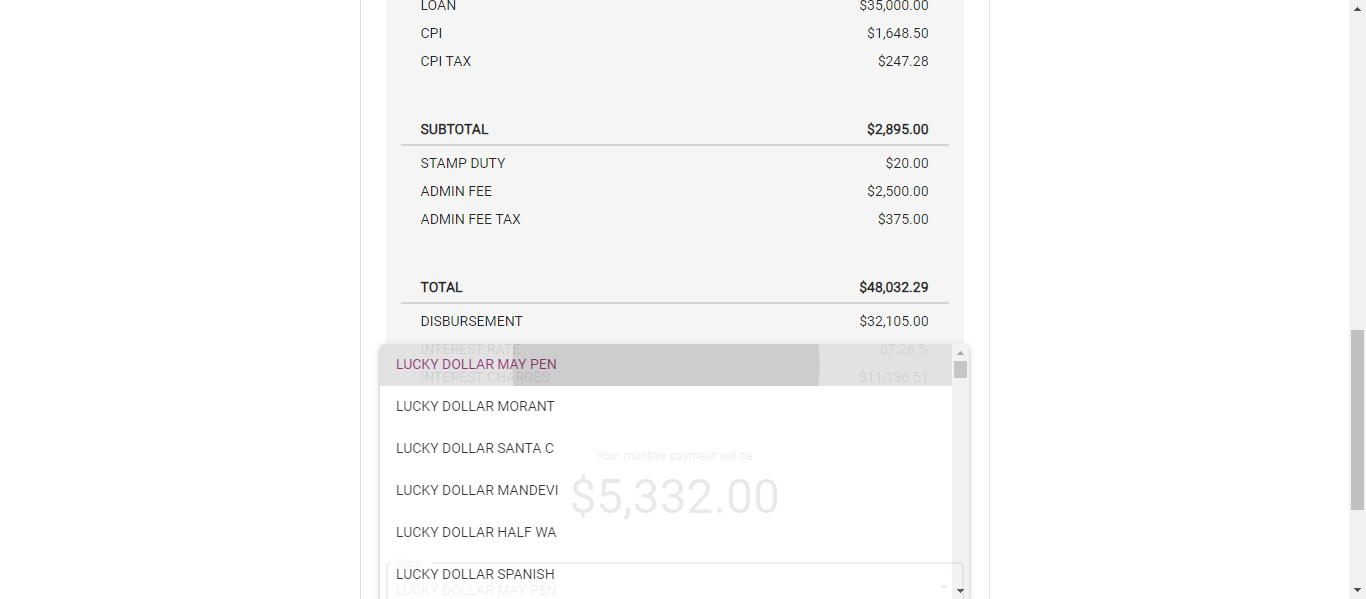 LOAN $35,000.00
CPI $1,648.50
CPI TAX $247.28
SUBTOTAL $2,895.00
STAMP DUTY $20.00
ADMIN FEE $2,500.00
ADMIN FEE TAX $375.00
TOTAL $48,032.29
DISBURSEMENT $32,105.00
INTEREST RATE 67.26 %
LUCKY DOLLAR MAY PEN
INTEREST CHARGES $11,136.51
LUCKY DOLLAR MORANT
LUCKY DOLLAR SANTA C
Your monthly payment will be
LUCKY DOLLAR MANDEVI
$5,332.00
LUCKY DOLLAR HALF WA
Store
LUCKY DOLLAR SPANISH
LUCKY DOLLAR MAY PEN